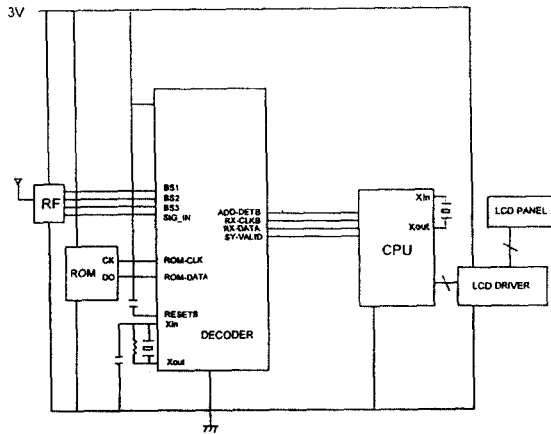 3V
RF
BS1
BS2
BS3
SIG_IN
ROM
CK
DO
ROM-CLK
ROM-DATA
RESETB
Xin
Xout
DECODER
ADD-DETB
RX-CLKB
RX-DATA
SY-VALID
CPU
Xin
Xout
LCD PANEL
LCD DRIVER